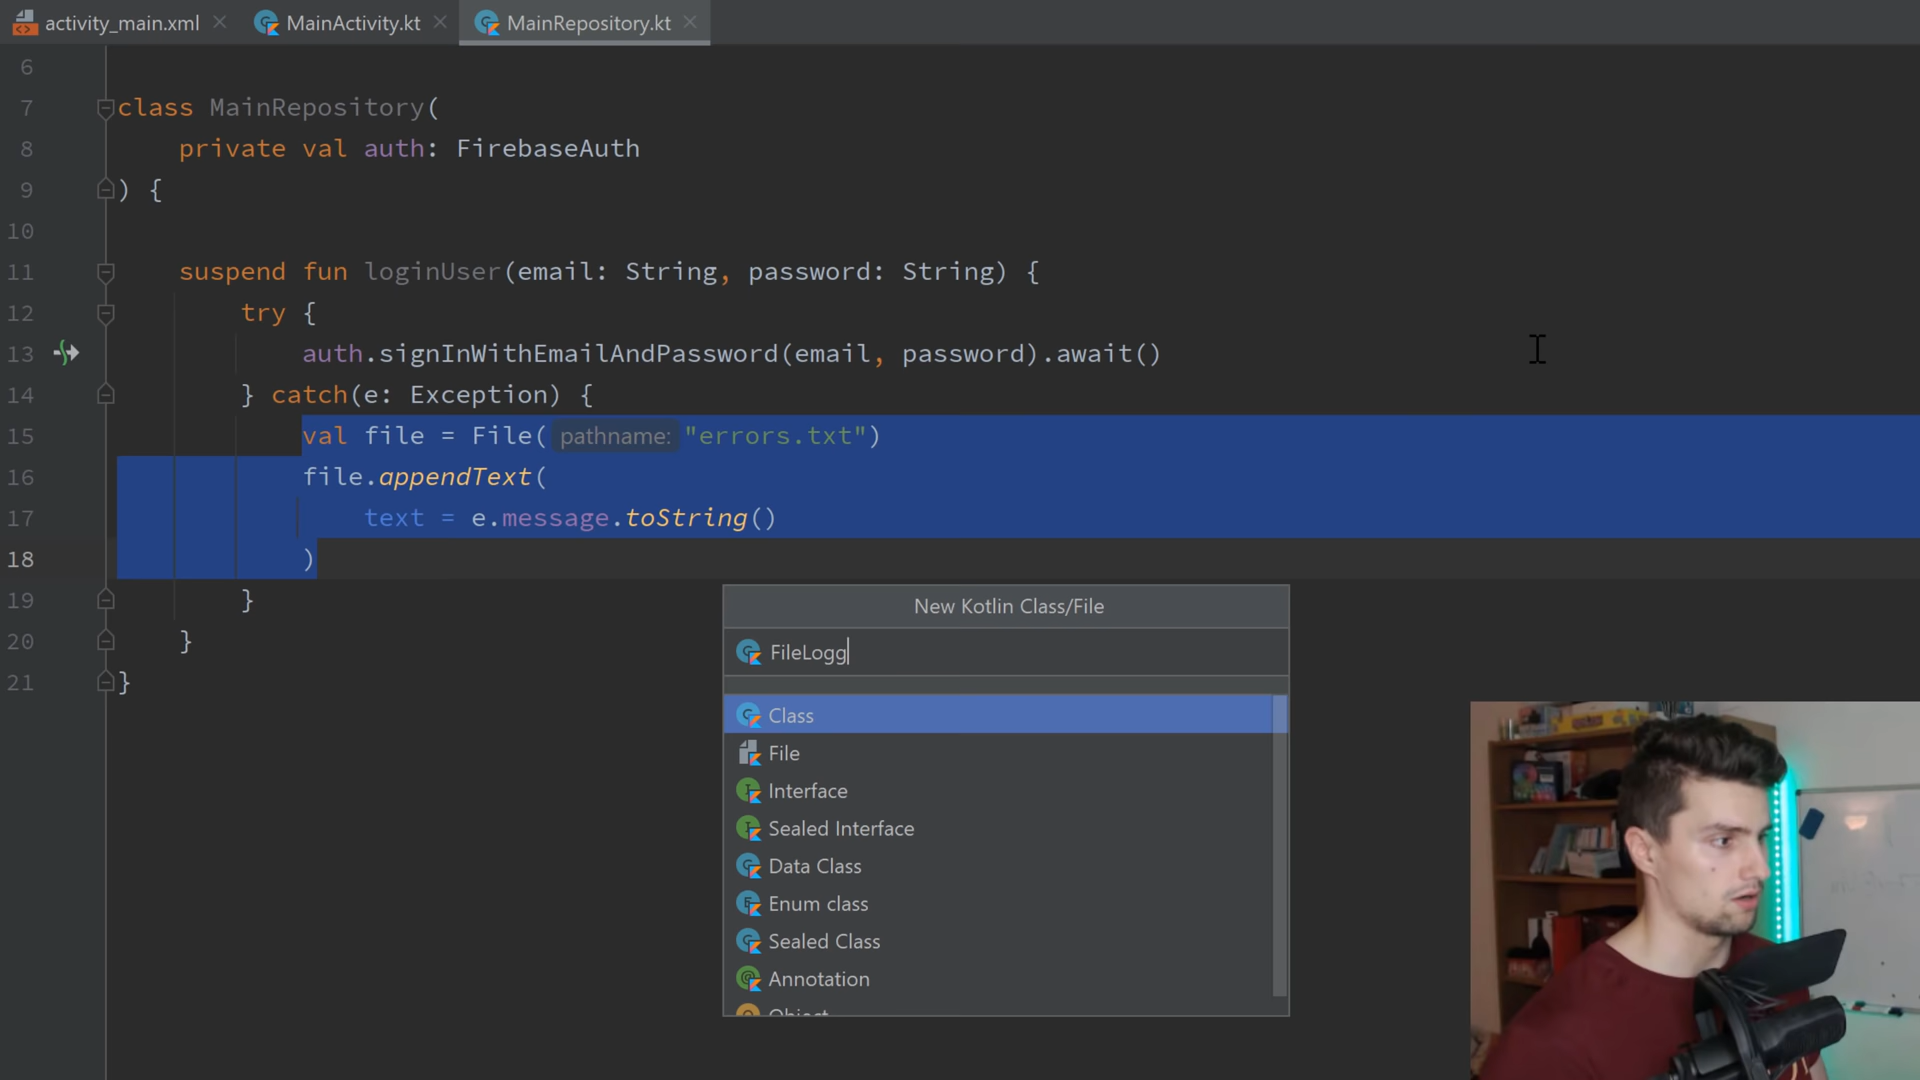 activity_main.xml
MainActivity.kt
MainRepository.kt
6
7 class MainRepository(
8 private val auth: FirebaseAuth
9 ) {
10
11 suspend fun loginUser(email: String, password: String) {
12 try {
13 auth.signInWithEmailAndPassword(email, password).await()
14 } catch(e: Exception) {
15 val file = File( pathname: "errors.txt")
16 file.appendText(
17 text = e.message.toString()
18 )
19 }
20 }
21 }
New Kotlin Class/File
FileLogg
Class
File
Interface
Sealed Interface
Data Class
Enum class
Sealed Class
Annotation
Object